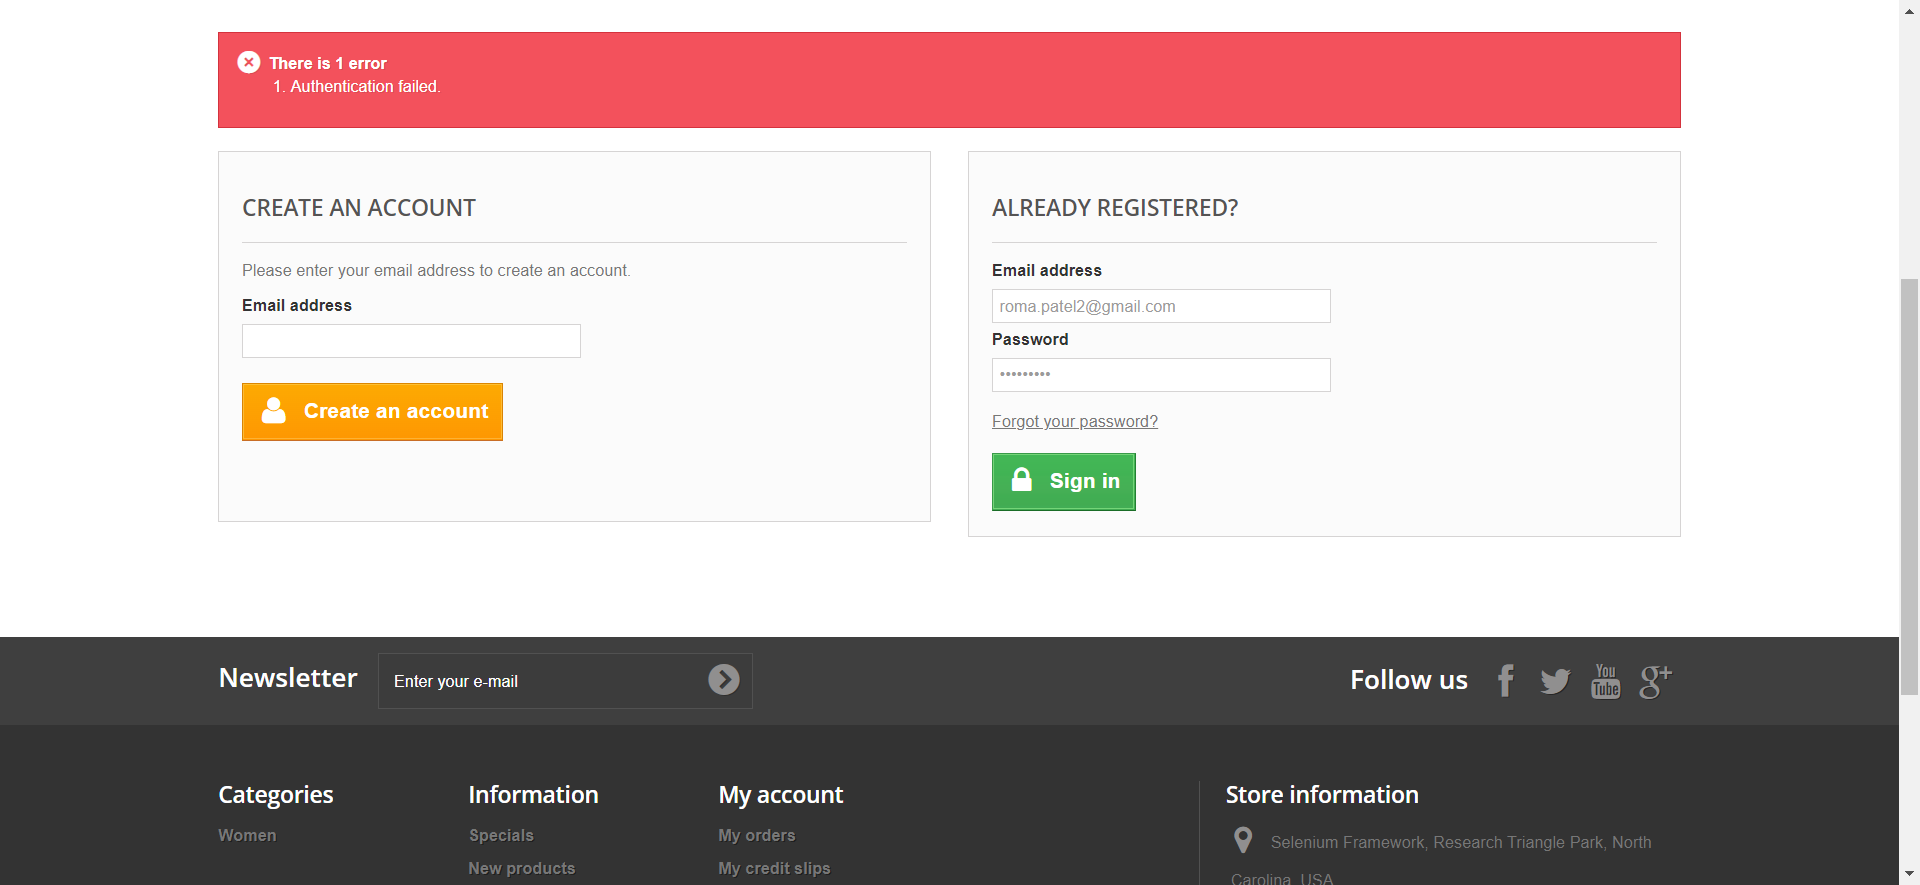 There is 1 error
1. Authentication failed.
CREATE AN ACCOUNT
Please enter your email address to create an account.
Email address
Create an account
ALREADY REGISTERED?
Email address
roma.patel2@gmail.com
Password
•••••••••
Forgot your password?
Sign in
Newsletter
Enter your e-mail
Follow us
You
Tube
g+
Categories
Women
Information
Specials
New products
My account
My orders
My credit slips
Store information
Selenium Framework, Research Triangle Park, North
Carolina, USA